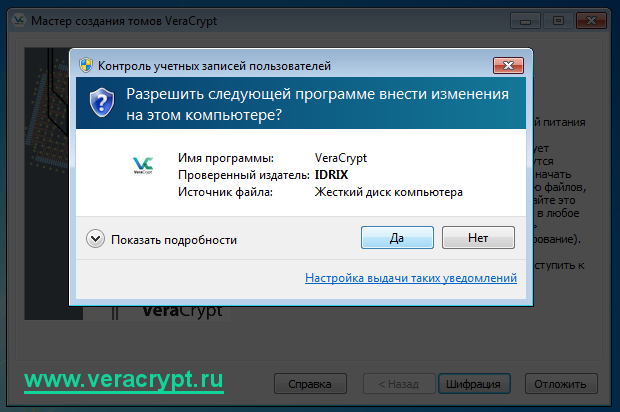 Мастер создания томов VeraCrypt
Контроль учетных записей пользователей
Разрешить следующей программе внести изменения
на этом компьютере?
VeraCrypt
Имя программы: VeraCrypt
Проверенный издатель: IDRIX
Источник файла: Жесткий диск компьютера
Показать подробности
Да
Нет
Настройка выдачи таких уведомлений
й питания
ует
тся
начать
ю файлов,
айте это
в любое
ование).
ступить к
VeraCrypt
www.veracrypt.ru
Справка
< Назад
Шифрация
Отложить